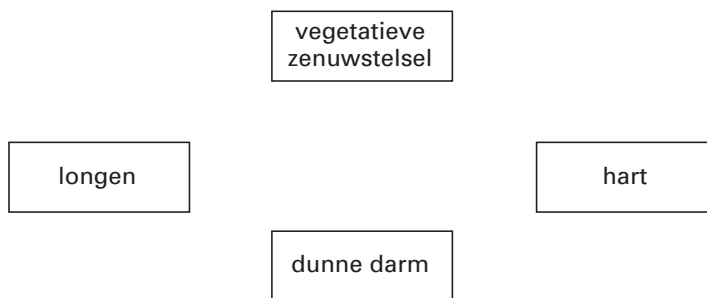 vegetatieve
zenuwstelsel
longen
hart
dunne darm